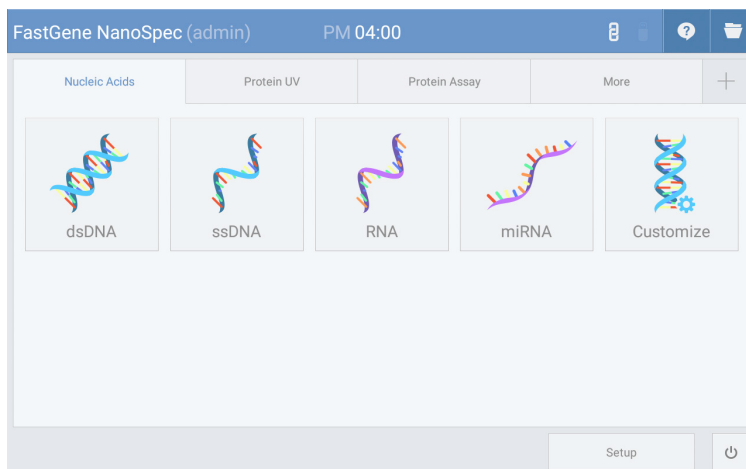 FastGene NanoSpec (admin) PM 04:00
Nucleic Acids Protein UV Protein Assay More
dsDNA ssDNA RNA miRNA Customize
Setup